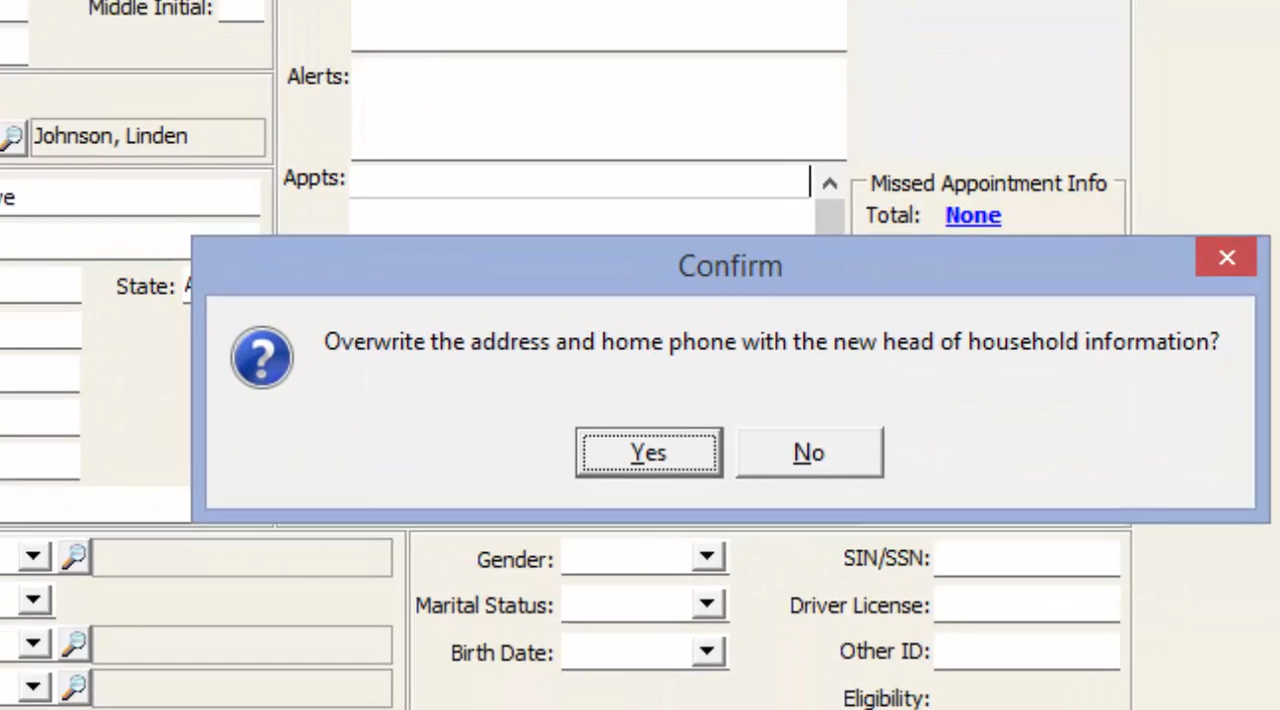 Middle Initial:
Alerts:
Johnson, Linden
Appts:
Missed Appointment Info
Total: None
State:
Confirm
Overwrite the address and home phone with the new head of household information?
Yes No
Gender:
SIN/SSN:
Marital Status:
Driver License:
Birth Date:
Other ID:
Eligibility: